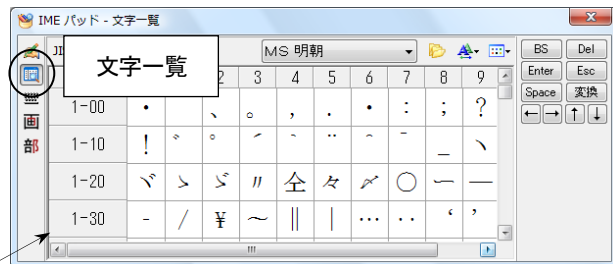 IME パッド - 文字一覧
文字一覧
MS 明朝
BS Del
Enter Esc
Space 変換
← → ↑ ↓
画
部
2 3 4 5 6 7 8 9
1-00 ・ 、 。 ， ． ・ ： ； ？
1-10 ！ ゛ ゜ ´ ｀ ¨ ＾ ￣ ＿ ヽ
1-20 ヾ ゝ ゞ 〃 仝 々 〆 〇 ー ―
1-30 ‐ ／ ￥ ～ ∥ ｜ … ‥ ‘ ’